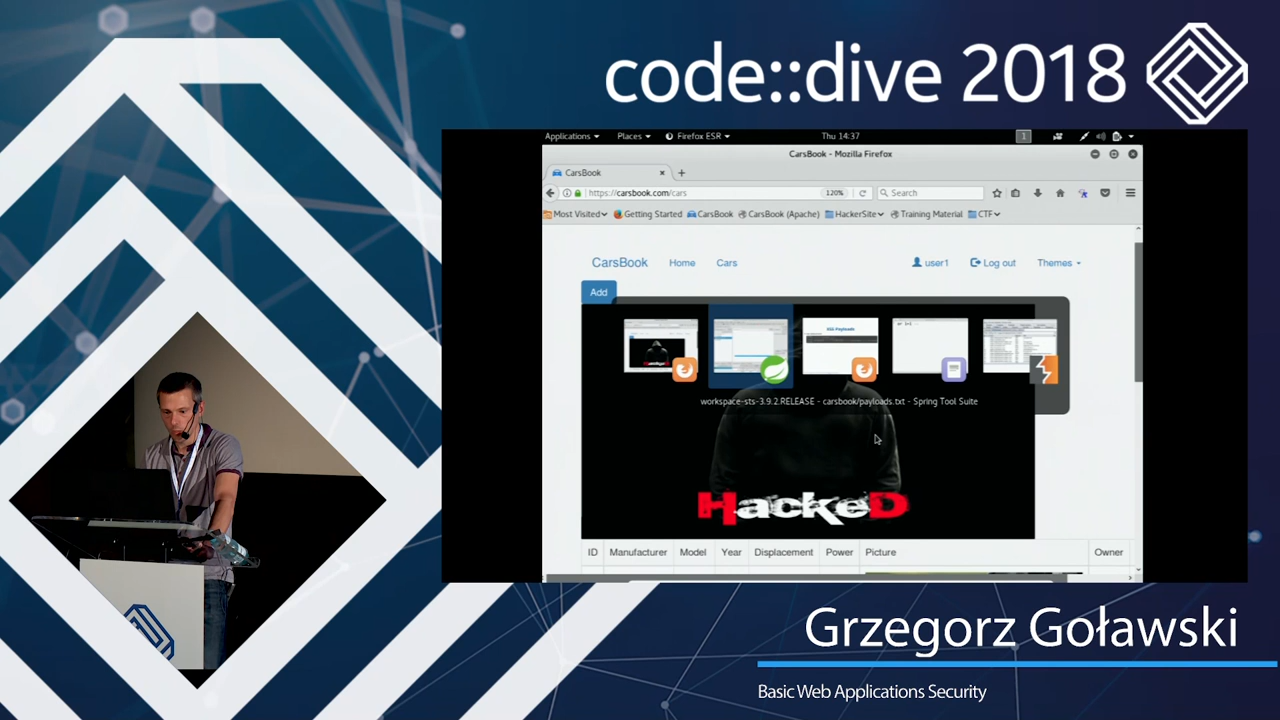 code::dive 2018
Applications Places Firefox ESR Thu 14:37 1
CarsBook - Mozilla Firefox
CarsBook
https://carsbook.com/cars 120% Search
Most Visited Getting Started CarsBook CarsBook (Apache) HackerSite Training Material CTF
CarsBook Home Cars user1 Log out Themes
Add
XSS Payloads
workspace-sts-3.9.2.RELEASE - carsbook/payloads.txt - Spring Tool Suite
HackeD
ID Manufacturer Model Year Displacement Power Picture Owner
Grzegorz Goławski
Basic Web Applications Security